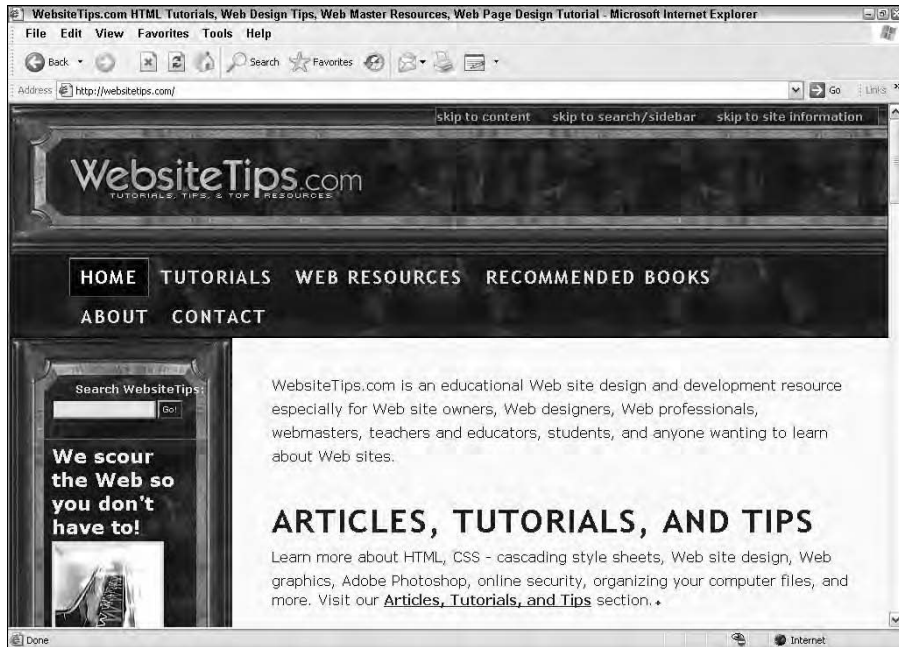 WebsiteTips.com HTML Tutorials, Web Design Tips, Web Master Resources, Web Page Design Tutorial - Microsoft Internet Explorer
File Edit View Favorites Tools Help
Back Search Favorites
Address http://websitetips.com/ Go Links
skip to content skip to search/sidebar skip to site information
WebsiteTips.com
TUTORIALS, TIPS, & TOP RESOURCES
HOME TUTORIALS WEB RESOURCES RECOMMENDED BOOKS
ABOUT CONTACT
Search WebsiteTips:
Go!
We scour
the Web so
you don't
have to!
WebsiteTips.com is an educational Web site design and development resource
especially for Web site owners, Web designers, Web professionals,
webmasters, teachers and educators, students, and anyone wanting to learn
about Web sites.
ARTICLES, TUTORIALS, AND TIPS
Learn more about HTML, CSS - cascading style sheets, Web site design, Web
graphics, Adobe Photoshop, online security, organizing your computer files, and
more. Visit our Articles, Tutorials, and Tips section.
Done Internet